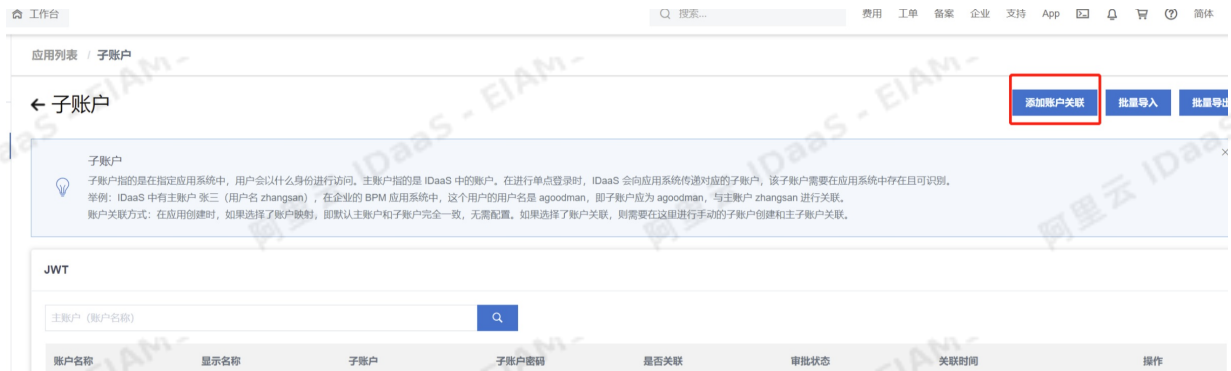 工作台
搜索...
费用 工单 备案 企业 支持 App 简体
应用列表 / 子账户
← 子账户
添加账户关联 批量导入 批量导出
子账户
子账户指的是在指定应用系统中，用户会以什么身份进行访问。主账户指的是 IDaaS 中的账户。在进行单点登录时，IDaaS 会向应用系统传递对应的子账户，该子账户需要在应用系统中存在且可识别。
举例：IDaaS 中有主账户 张三（用户名 zhangsan），在企业的 BPM 应用系统中，这个用户的用户名是 agoodman，即子账户应为 agoodman，与主账户 zhangsan 进行关联。
账户关联方式：在应用创建时，如果选择了账户映射，即默认主账户和子账户完全一致，无需配置。如果选择了账户关联，则需要在这里进行手动的子账户创建和主子账户关联。
JWT
主账户（账户名称）
账户名称 显示名称 子账户 子账户密码 是否关联 审批状态 关联时间 操作
阿里云 IDaaS - EIAM -